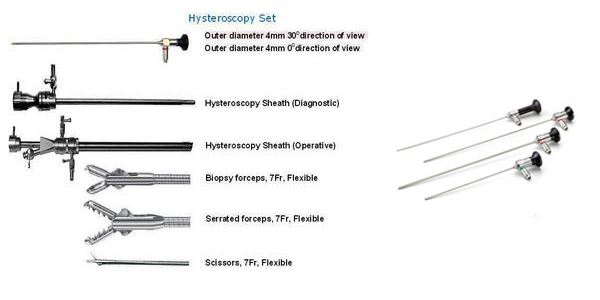 Hysteroscopy Set
Outer diameter 4mm 30°direction of view
Outer diameter 4mm 0°direction of view
Hysteroscopy Sheath (Diagnostic)
Hysteroscopy Sheath (Operative)
Biopsy forceps, 7Fr, Flexible
Serrated forceps, 7Fr, Flexible
Scissors, 7Fr, Flexible